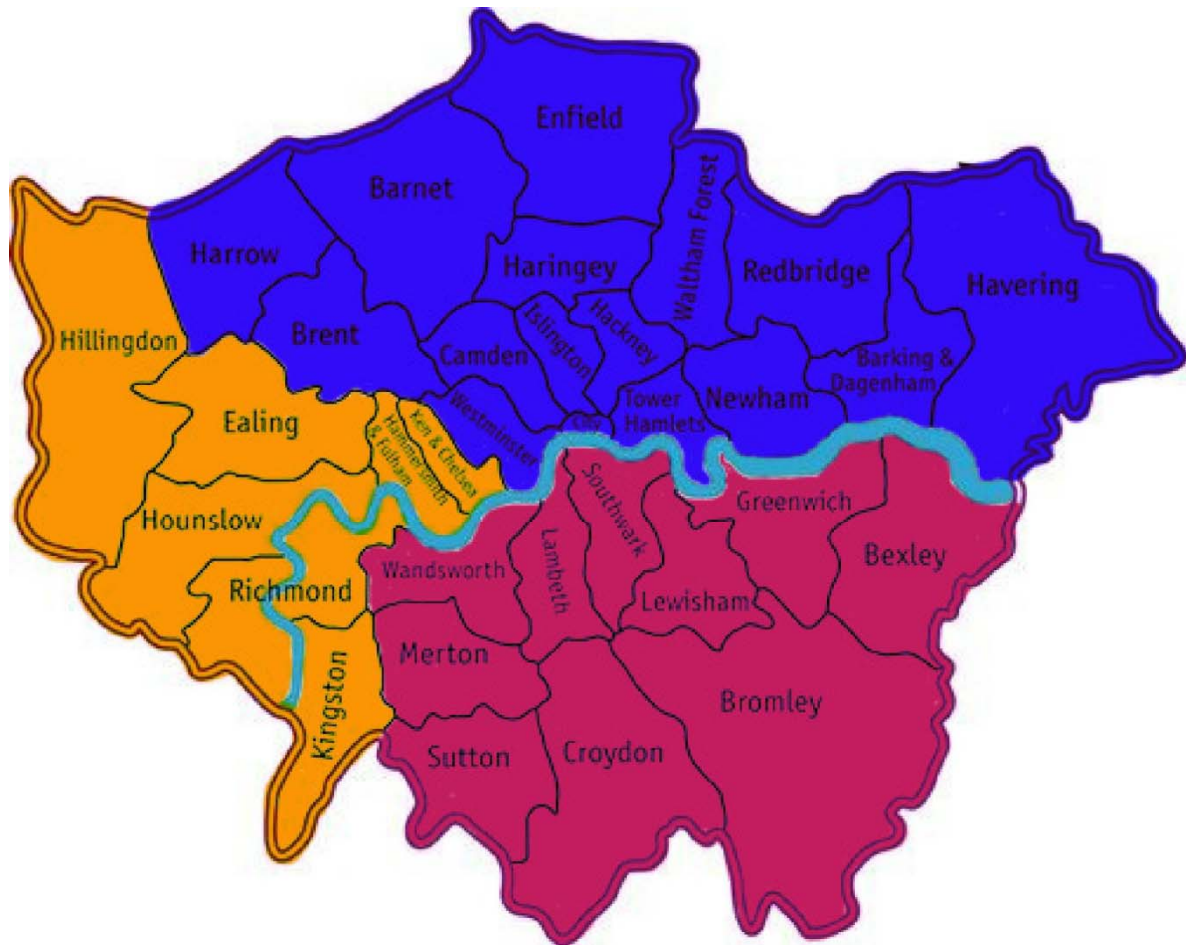 Enfield
Barnet
Waltham Forest
Harrow
Haringey
Redbridge
Havering
Hillingdon
Brent
Camden
Islington
Hackney
Barking &
Dagenham
Ealing
Westminster
City
Tower
Hamlets
Newham
Hammersmith
& Fulham
Ken & Chelsea
Hounslow
Southwark
Greenwich
Bexley
Richmond
Wandsworth
Lambeth
Lewisham
Kingston
Merton
Bromley
Sutton
Croydon